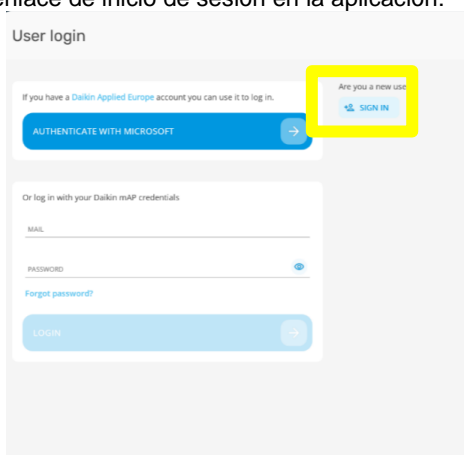 enlace de inicio de sesión en la aplicación.
User login
If you have a Daikin Applied Europe account you can use it to log in.
AUTHENTICATE WITH MICROSOFT
Are you a new use
SIGN IN
Or log in with your Daikin mAP credentials
MAIL
PASSWORD
Forgot password?
LOGIN